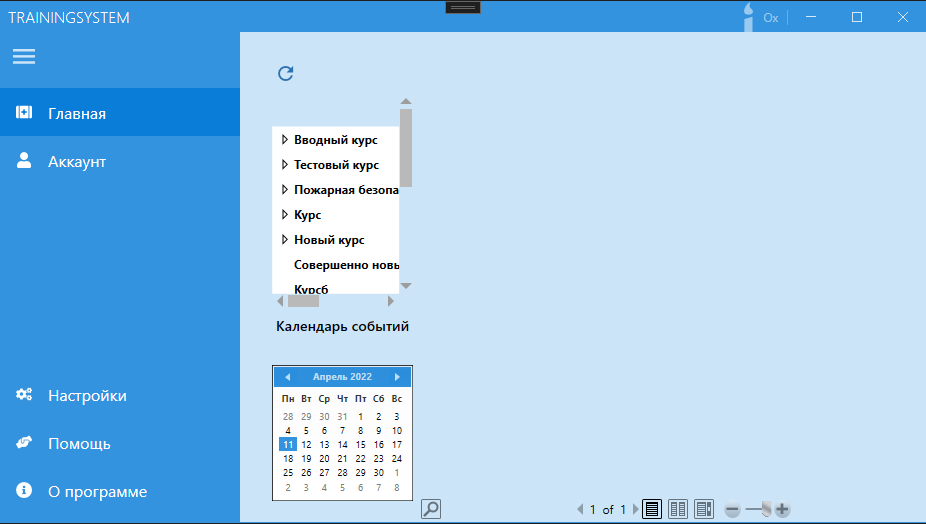 TRAININGSYSTEM
Ox
Главная
Аккаунт
Настройки
Помощь
О программе
Вводный курс
Тестовый курс
Пожарная безопа
Курс
Новый курс
Совершенно новь
Курсб
Календарь событий
Апрель 2022
Пн Вт Ср Чт Пт Сб Вс
28 29 30 31 1 2 3
4 5 6 7 8 9 10
11 12 13 14 15 16 17
18 19 20 21 22 23 24
25 26 27 28 29 30 1
2 3 4 5 6 7 8
1 of 1